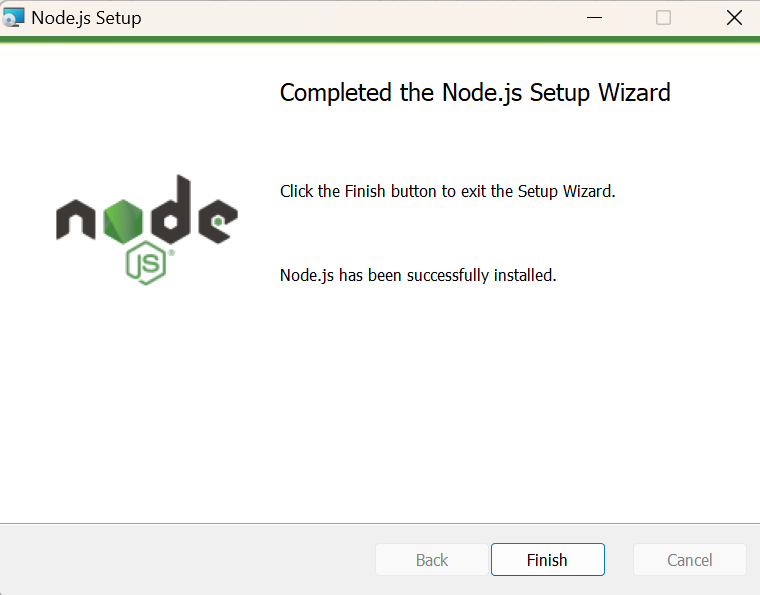 Node.js Setup
Completed the Node.js Setup Wizard
Click the Finish button to exit the Setup Wizard.
node
JS®
Node.js has been successfully installed.
Back
Finish
Cancel